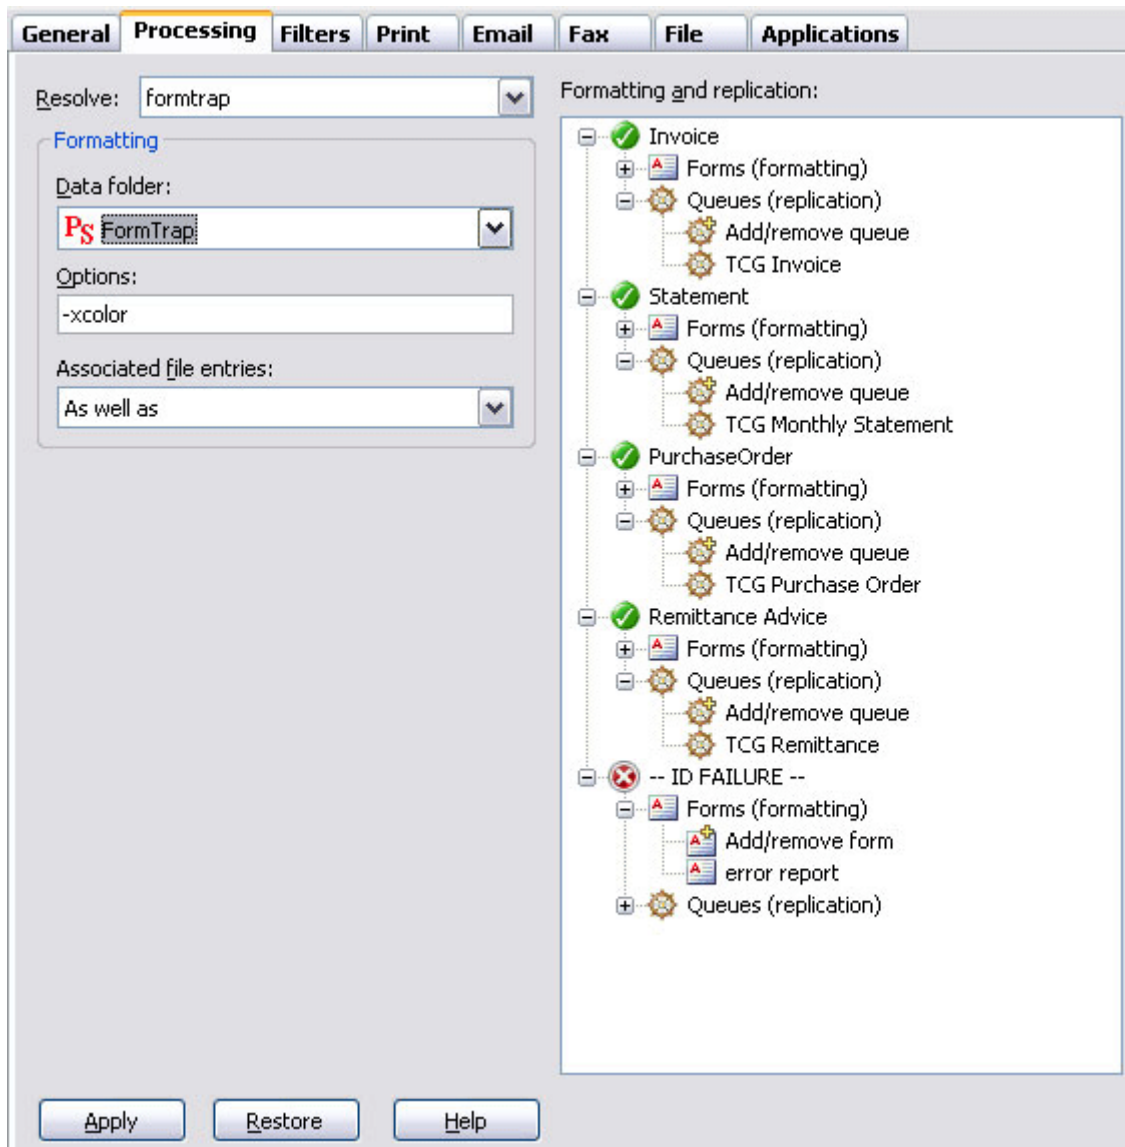 General Processing Filters Print Email Fax File Applications
Resolve: formtrap
Formatting
Data folder:
PS FormTrap
Options:
-xcolor
Associated file entries:
As well as
Formatting and replication:
Invoice
Forms (formatting)
Queues (replication)
Add/remove queue
TCG Invoice
Statement
Forms (formatting)
Queues (replication)
Add/remove queue
TCG Monthly Statement
PurchaseOrder
Forms (formatting)
Queues (replication)
Add/remove queue
TCG Purchase Order
Remittance Advice
Forms (formatting)
Queues (replication)
Add/remove queue
TCG Remittance
-- ID FAILURE --
Forms (formatting)
Add/remove form
error report
Queues (replication)
Apply Restore Help